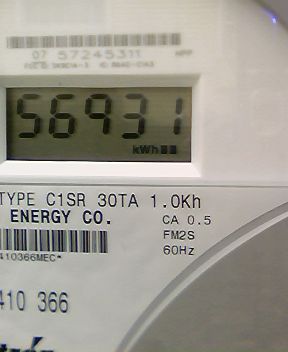 07 57245311
56931
kWh
TYPE C1SR 30TA 1.0Kh
ENERGY CO.
CA 0.5
FM2S
60Hz
410366MEC*
410 366